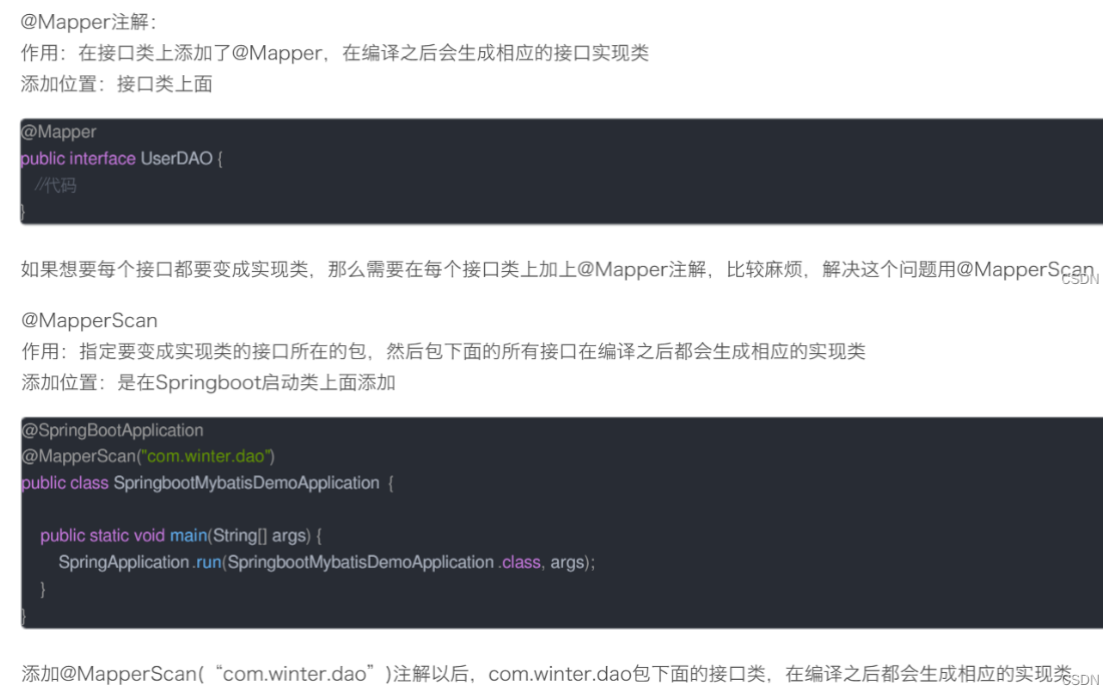 @Mapper注解：
作用：在接口类上添加了@Mapper，在编译之后会生成相应的接口实现类
添加位置：接口类上面
@Mapper
public interface UserDAO {
//代码
}
如果想要每个接口都要变成实现类，那么需要在每个接口类上加上@Mapper注解，比较麻烦，解决这个问题用@MapperScan
CSDN
@MapperScan
作用：指定要变成实现类的接口所在的包，然后包下面的所有接口在编译之后都会生成相应的实现类
添加位置：是在Springboot启动类上面添加
@SpringBootApplication
@MapperScan("com.winter.dao")
public class SpringbootMybatisDemoApplication {
public static void main(String[] args) {
SpringApplication.run(SpringbootMybatisDemoApplication.class, args);
}
}
添加@MapperScan(“com.winter.dao”)注解以后，com.winter.dao包下面的接口类，在编译之后都会生成相应的实现类
CSDN